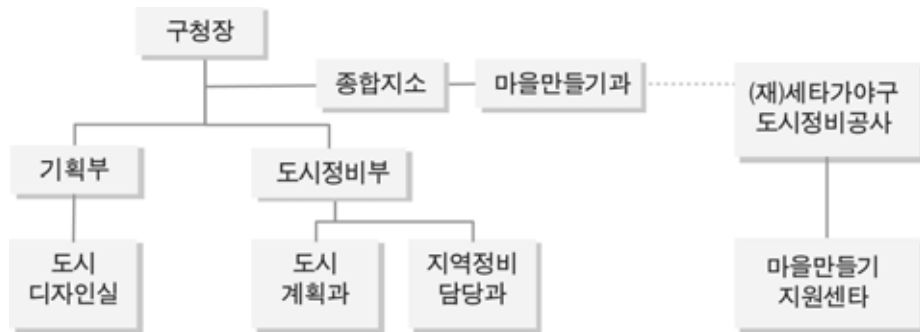 구청장
종합지소
마을만들기과
(재)세타가야구
도시정비공사
기획부
도시정비부
도시
디자인실
도시
계획과
지역정비
담당과
마을만들기
지원센타